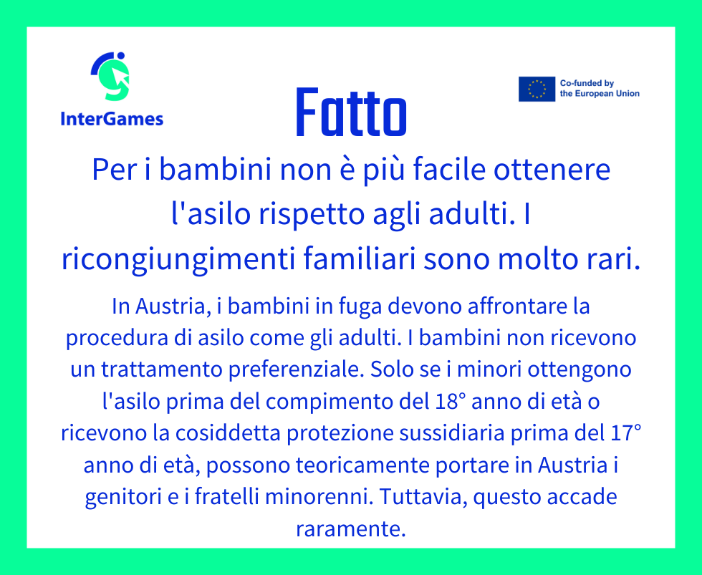 InterGames
Co-funded by
the European Union
Fatto
Per i bambini non è più facile ottenere
l'asilo rispetto agli adulti. I
ricongiungimenti familiari sono molto rari.
In Austria, i bambini in fuga devono affrontare la
procedura di asilo come gli adulti. I bambini non ricevono
un trattamento preferenziale. Solo se i minori ottengono
l'asilo prima del compimento del 18° anno di età o
ricevono la cosiddetta protezione sussidiaria prima del 17°
anno di età, possono teoricamente portare in Austria i
genitori e i fratelli minorenni. Tuttavia, questo accade
raramente.